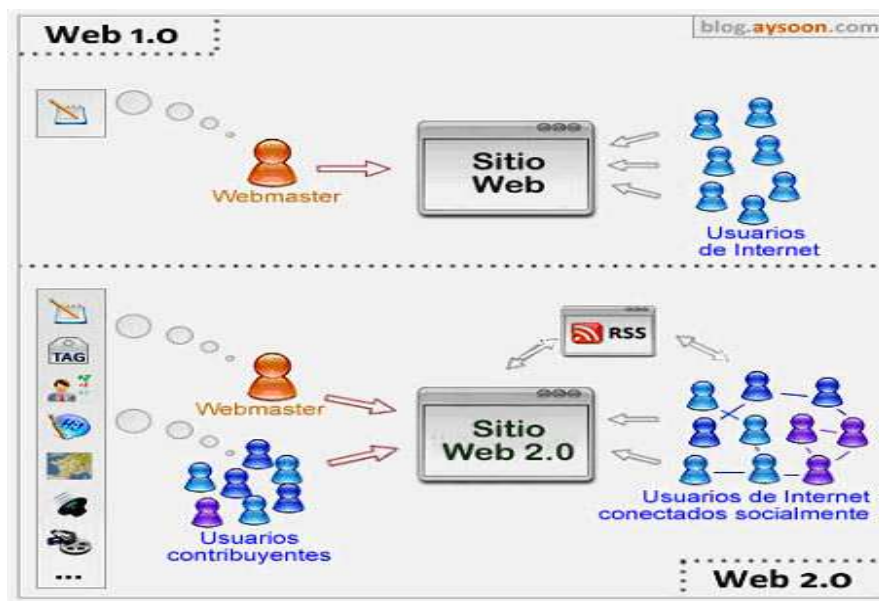 Web 1.0
blog.aysoon.com
Sitio
Web
Webmaster
Usuarios
de Internet
TAG
RSS
Webmaster
Sitio
Web 2.0
Usuarios
contribuyentes
Usuarios de Internet
conectados socialmente
...
Web 2.0